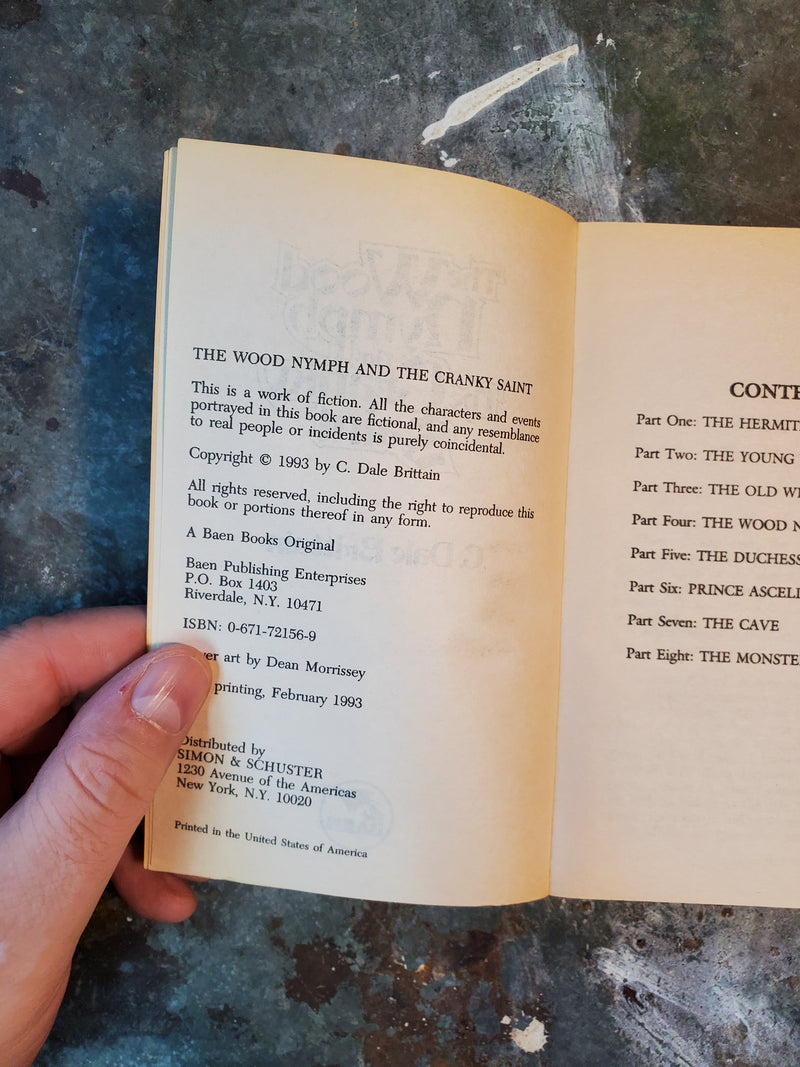 THE WOOD NYMPH AND THE CRANKY SAINT
This is a work of fiction. All the characters and events
portrayed in this book are fictional, and any resemblance
to real people or incidents is purely coincidental.
Copyright © 1993 by C. Dale Brittain
All rights reserved, including the right to reproduce this
book or portions thereof in any form.
A Baen Books Original
Baen Publishing Enterprises
P.O. Box 1403
Riverdale, N.Y. 10471
ISBN: 0-671-72156-9
art by Dean Morrissey
printing, February 1993
Distributed by
SIMON & SCHUSTER
1230 Avenue of the Americas
New York, N.Y. 10020
Printed in the United States of America
CONTE
Part One: THE HERMIT
Part Two: THE YOUNG
Part Three: THE OLD WI
Part Four: THE WOOD N
Part Five: THE DUCHESS
Part Six: PRINCE ASCELI
Part Seven: THE CAVE
Part Eight: THE MONSTE